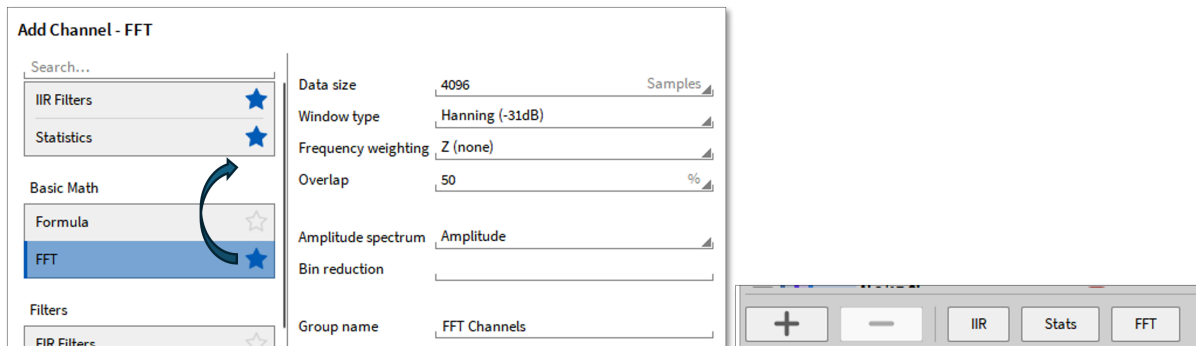 Add Channel - FFT
Search...
IIR Filters
Statistics
Basic Math
Formula
FFT
Filters
FIR Filters
Data size 4096 Samples
Window type Hanning (-31dB)
Frequency weighting Z (none)
Overlap 50 %
Amplitude spectrum Amplitude
Bin reduction
Group name FFT Channels
IIR Stats FFT